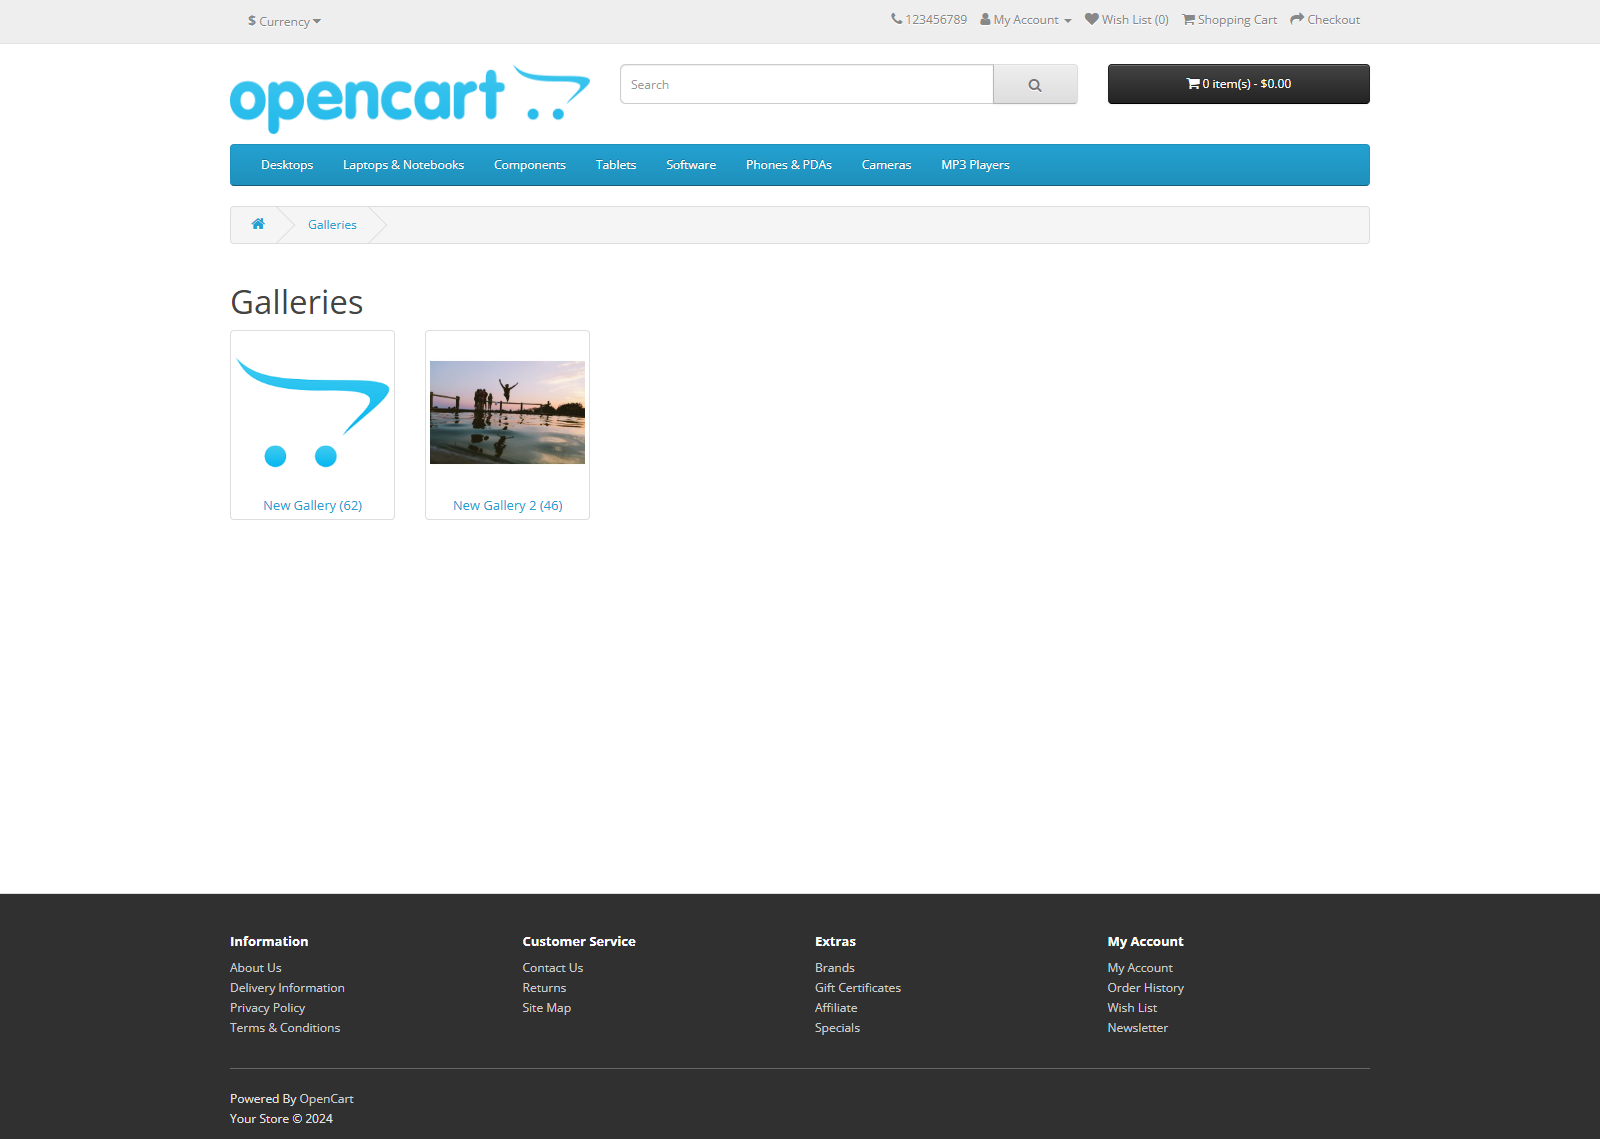 $ Currency
123456789 My Account Wish List (0) Shopping Cart Checkout
opencart
Search
0 item(s) - $0.00
Desktops Laptops & Notebooks Components Tablets Software Phones & PDAs Cameras MP3 Players
Galleries
Galleries
New Gallery (62)
New Gallery 2 (46)
Information
About Us
Delivery Information
Privacy Policy
Terms & Conditions
Customer Service
Contact Us
Returns
Site Map
Extras
Brands
Gift Certificates
Affiliate
Specials
My Account
My Account
Order History
Wish List
Newsletter
Powered By OpenCart
Your Store © 2024